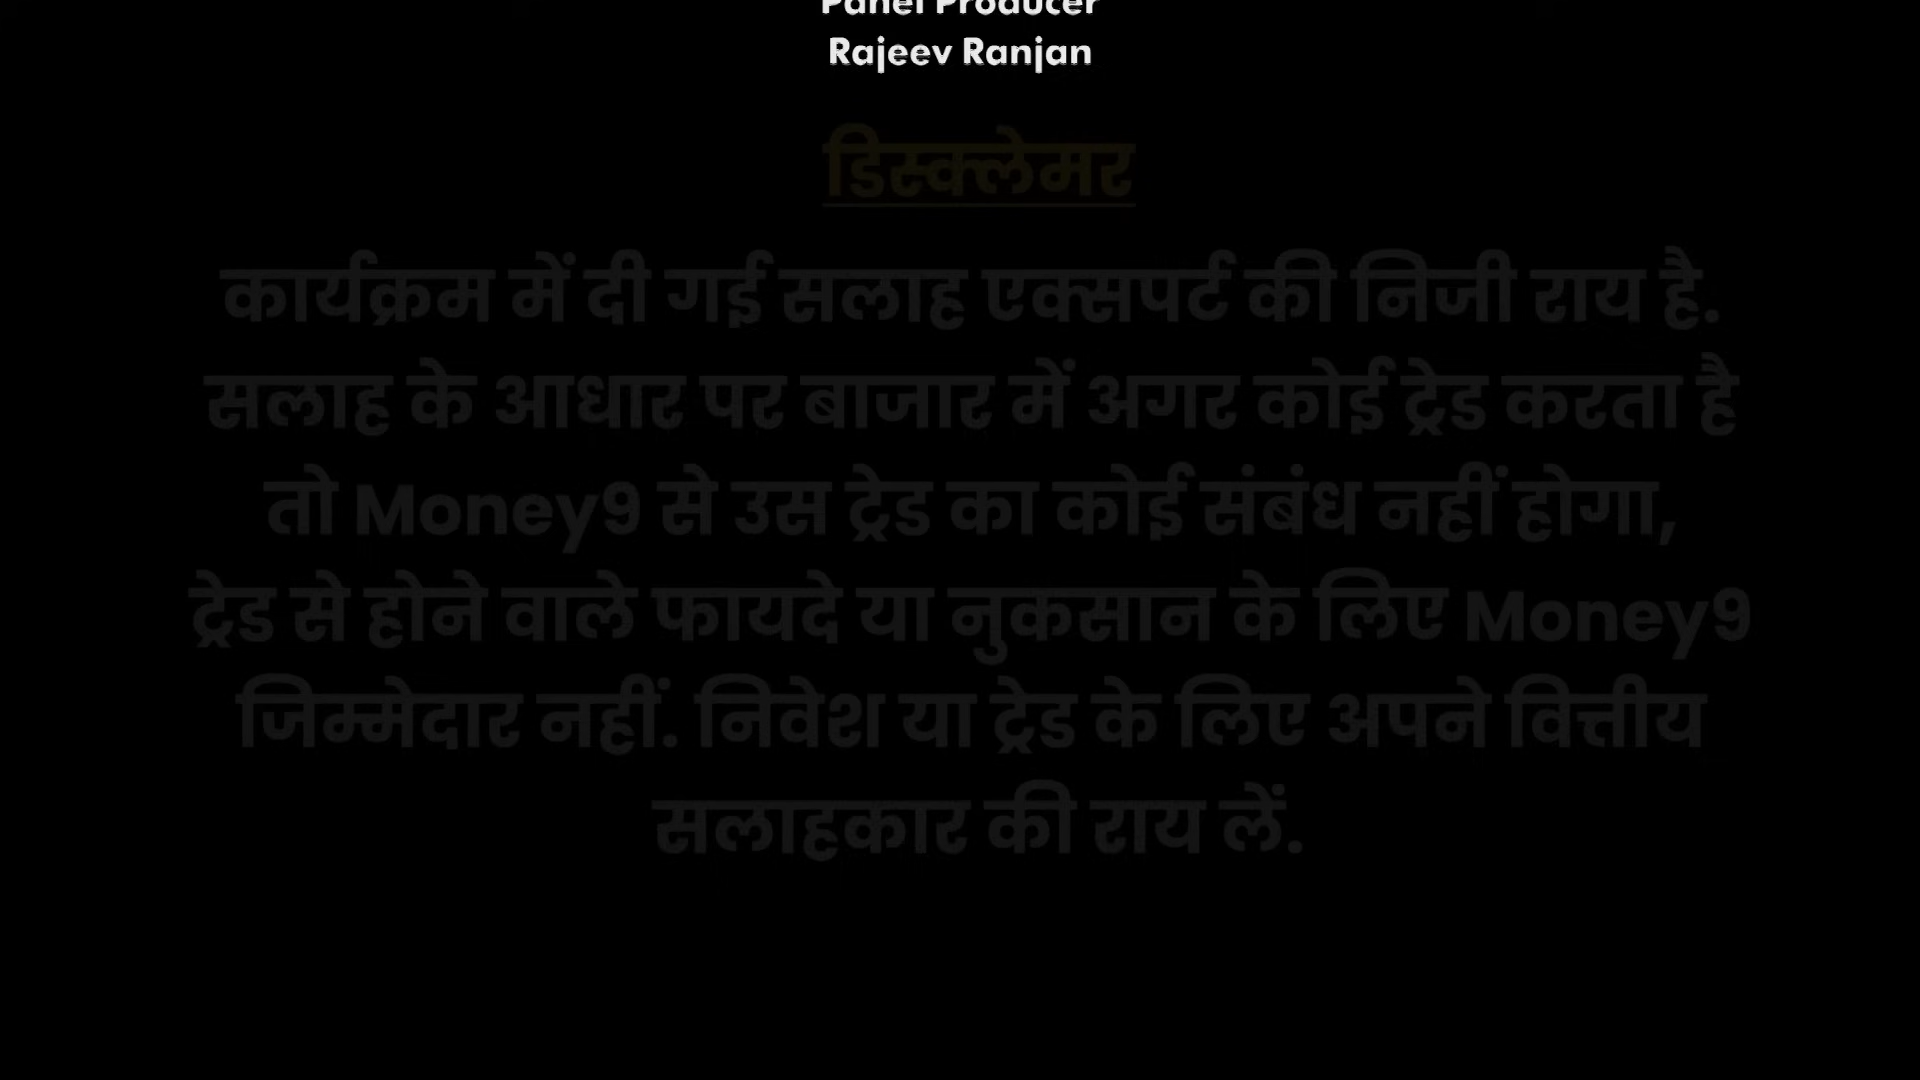 Panel Producer
Rajeev Ranjan
डिस्क्लेमर
कार्यक्रम में दी गई सलाह एक्सपर्ट की निजी राय है.
सलाह के आधार पर बाजार में अगर कोई ट्रेड करता है
तो Money9 से उस ट्रेड का कोई संबंध नहीं होगा,
ट्रेड से होने वाले फायदे या नुकसान के लिए Money9
जिम्मेदार नहीं. निवेश या ट्रेड के लिए अपने वित्तीय
सलाहकार की राय लें.